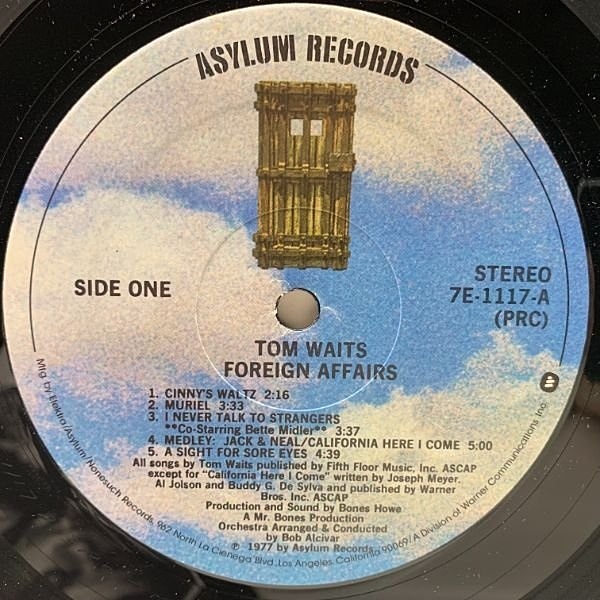 ASYLUM RECORDS
SIDE ONE
STEREO
7E-1117-A
(PRC)
TOM WAITS
FOREIGN AFFAIRS
1. CINNY'S WALTZ 2:16
2. MURIEL 3:33
3. I NEVER TALK TO STRANGERS
**Co-Starring Bette Midler** 3:37
4. MEDLEY: JACK & NEAL/CALIFORNIA HERE I COME 5:00
5. A SIGHT FOR SORE EYES 4:39
All songs by Tom Waits published by Fifth Floor Music, Inc. ASCAP
except for "California Here I Come" written by Joseph Meyer,
Al Jolson and Buddy G. De Sylva and published by Warner
Bros. Inc. ASCAP
Production and Sound by Bones Howe
A Mr. Bones Production
Orchestra Arranged & Conducted
by Bob Alcivar
℗ 1977 by Asylum Records
Mfg by Elektra/Asylum/Nonesuch Records, 962 North La Cienega Blvd., Los Angeles, California 90069/A Division of Warner Communications Inc.